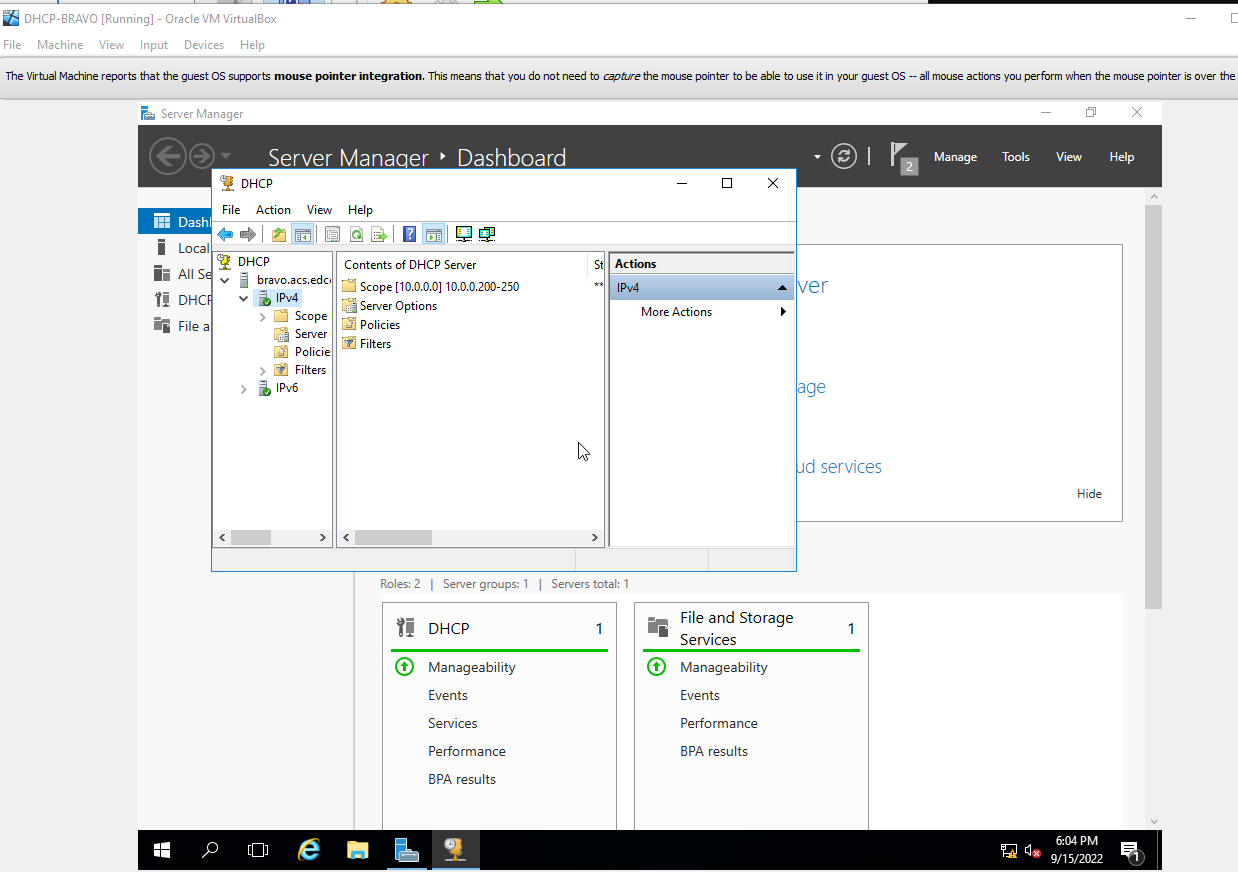 DHCP-BRAVO [Running] - Oracle VM VirtualBox
File Machine View Input Devices Help
The Virtual Machine reports that the guest OS supports mouse pointer integration. This means that you do not need to capture the mouse pointer to be able to use it in your guest OS -- all mouse actions you perform when the mouse pointer is over the
Server Manager
Server Manager ‣ Dashboard
2
Manage Tools View Help
DHCP
File Action View Help
Dashl
Local
All Se
DHCP
File a
DHCP
bravo.acs.edco
IPv4
Scope
Server
Policie
Filters
IPv6
Contents of DHCP Server St
Scope [10.0.0.0] 10.0.0.200-250 **
Server Options
Policies
Filters
Actions
IPv4
More Actions
ver
age
ud services
Hide
Roles: 2 | Server groups: 1 | Servers total: 1
DHCP 1
Manageability
Events
Services
Performance
BPA results
File and Storage
Services 1
Manageability
Events
Performance
BPA results
6:04 PM
9/15/2022
1